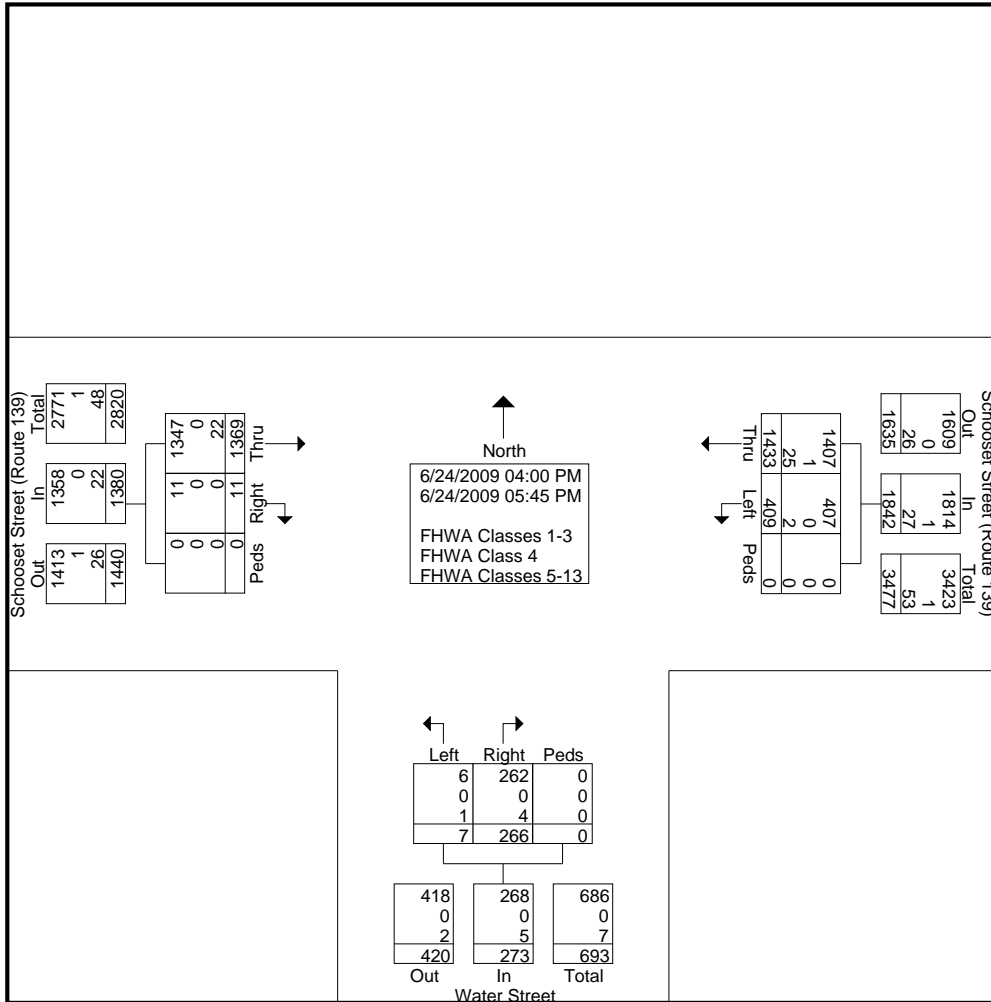 Schooset Street (Route 139)
Out In Total
1413 1358 2771
1 0 1
26 22 48
1440 1380 2820
1347 11 0
0 0 0
22 0 0
1369 11 0
Thru Right Peds
North
6/24/2009 04:00 PM
6/24/2009 05:45 PM
FHWA Classes 1-3
FHWA Class 4
FHWA Classes 5-13
Schooset Street (Route 139)
Out In Total
1609 1814 3423
0 1 1
26 27 53
1635 1842 3477
1407 407 0
1 0 0
25 2 0
1433 409 0
Thru Left Peds
Left Right Peds
6 262 0
0 0 0
1 4 0
7 266 0
418 268 686
0 0 0
2 5 7
420 273 693
Out In Total
Water Street